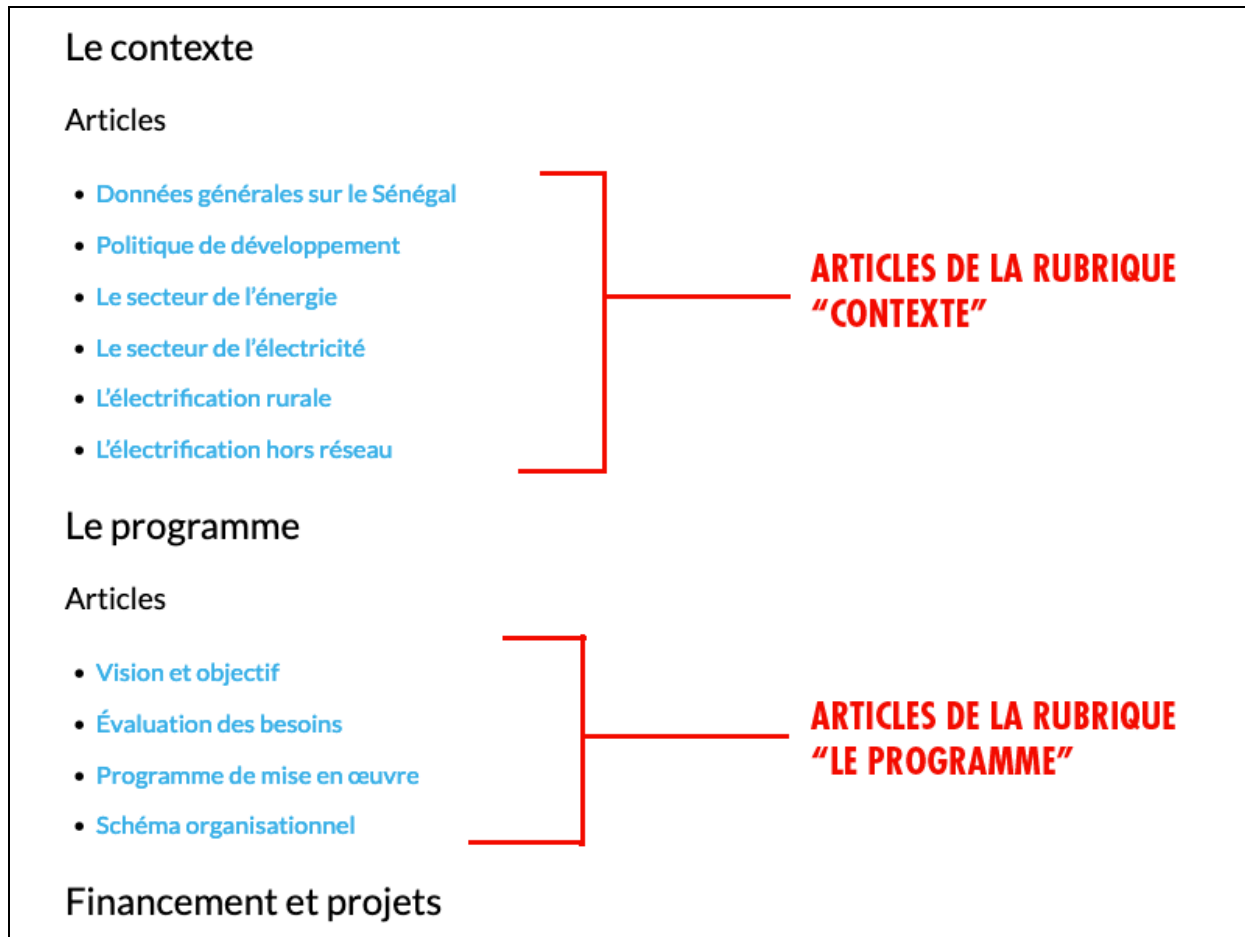 Le contexte
Articles
• Données générales sur le Sénégal
• Politique de développement
• Le secteur de l’énergie
• Le secteur de l’électricité
• L’électrification rurale
• L’électrification hors réseau
ARTICLES DE LA RUBRIQUE
“CONTEXTE”
Le programme
Articles
• Vision et objectif
• Évaluation des besoins
• Programme de mise en œuvre
• Schéma organisationnel
ARTICLES DE LA RUBRIQUE
“LE PROGRAMME”
Financement et projets